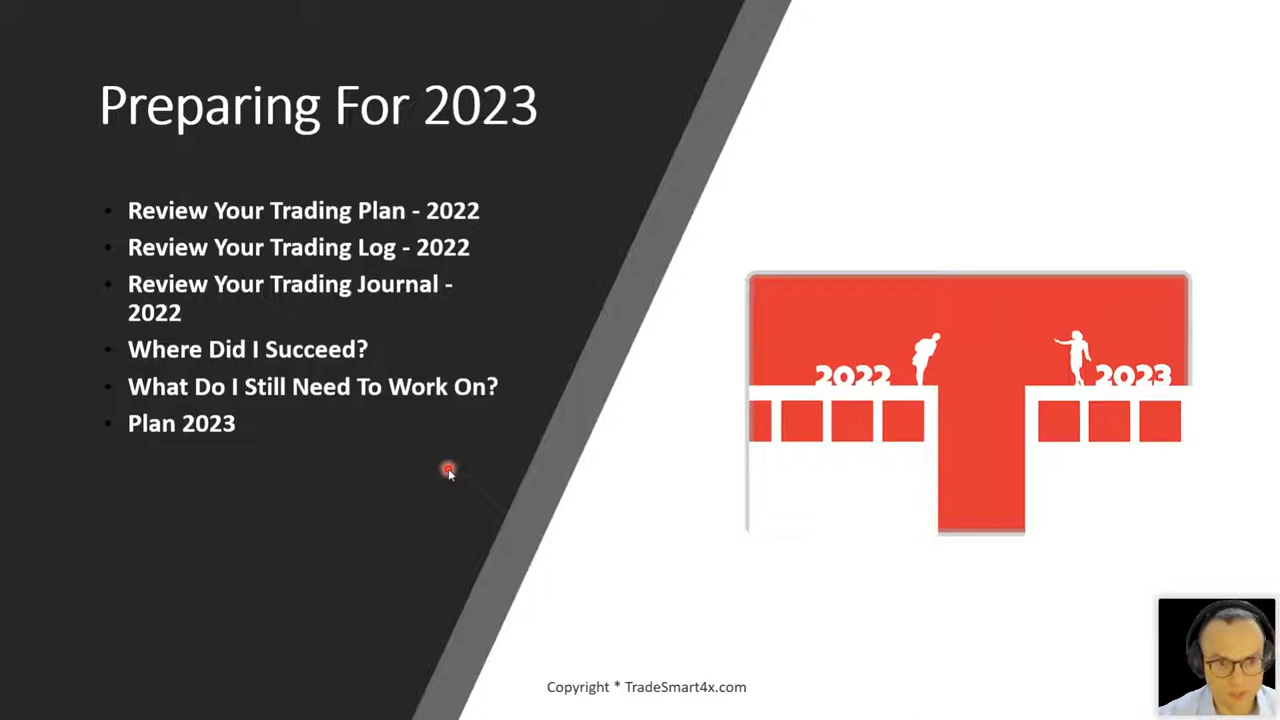 Preparing For 2023
Review Your Trading Plan - 2022
Review Your Trading Log - 2022
Review Your Trading Journal -
2022
Where Did I Succeed?
What Do I Still Need To Work On?
Plan 2023
2022
2023
Copyright * TradeSmart4x.com